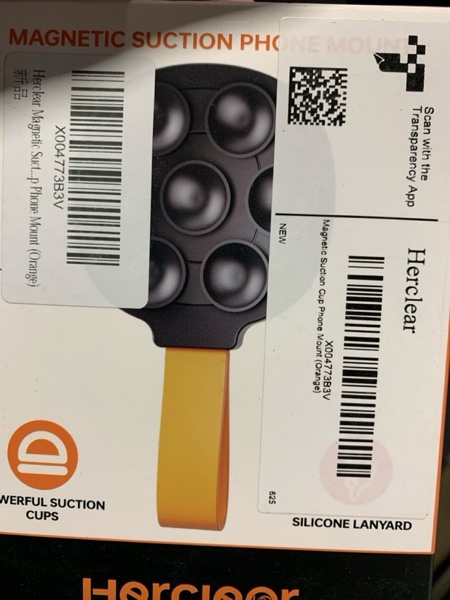 MAGNETIC SUCTION PHONE MOUNT
Herclear Magnetic Suct...p Phone Mount (Orange)
新品
X004773B3V
Scan with the
Transparency App
Herclear
X004773B3V
Magnetic Suction Cup Phone Mount (Orange)
NEW
625
WERFUL SUCTION
CUPS
SILICONE LANYARD
Herclear